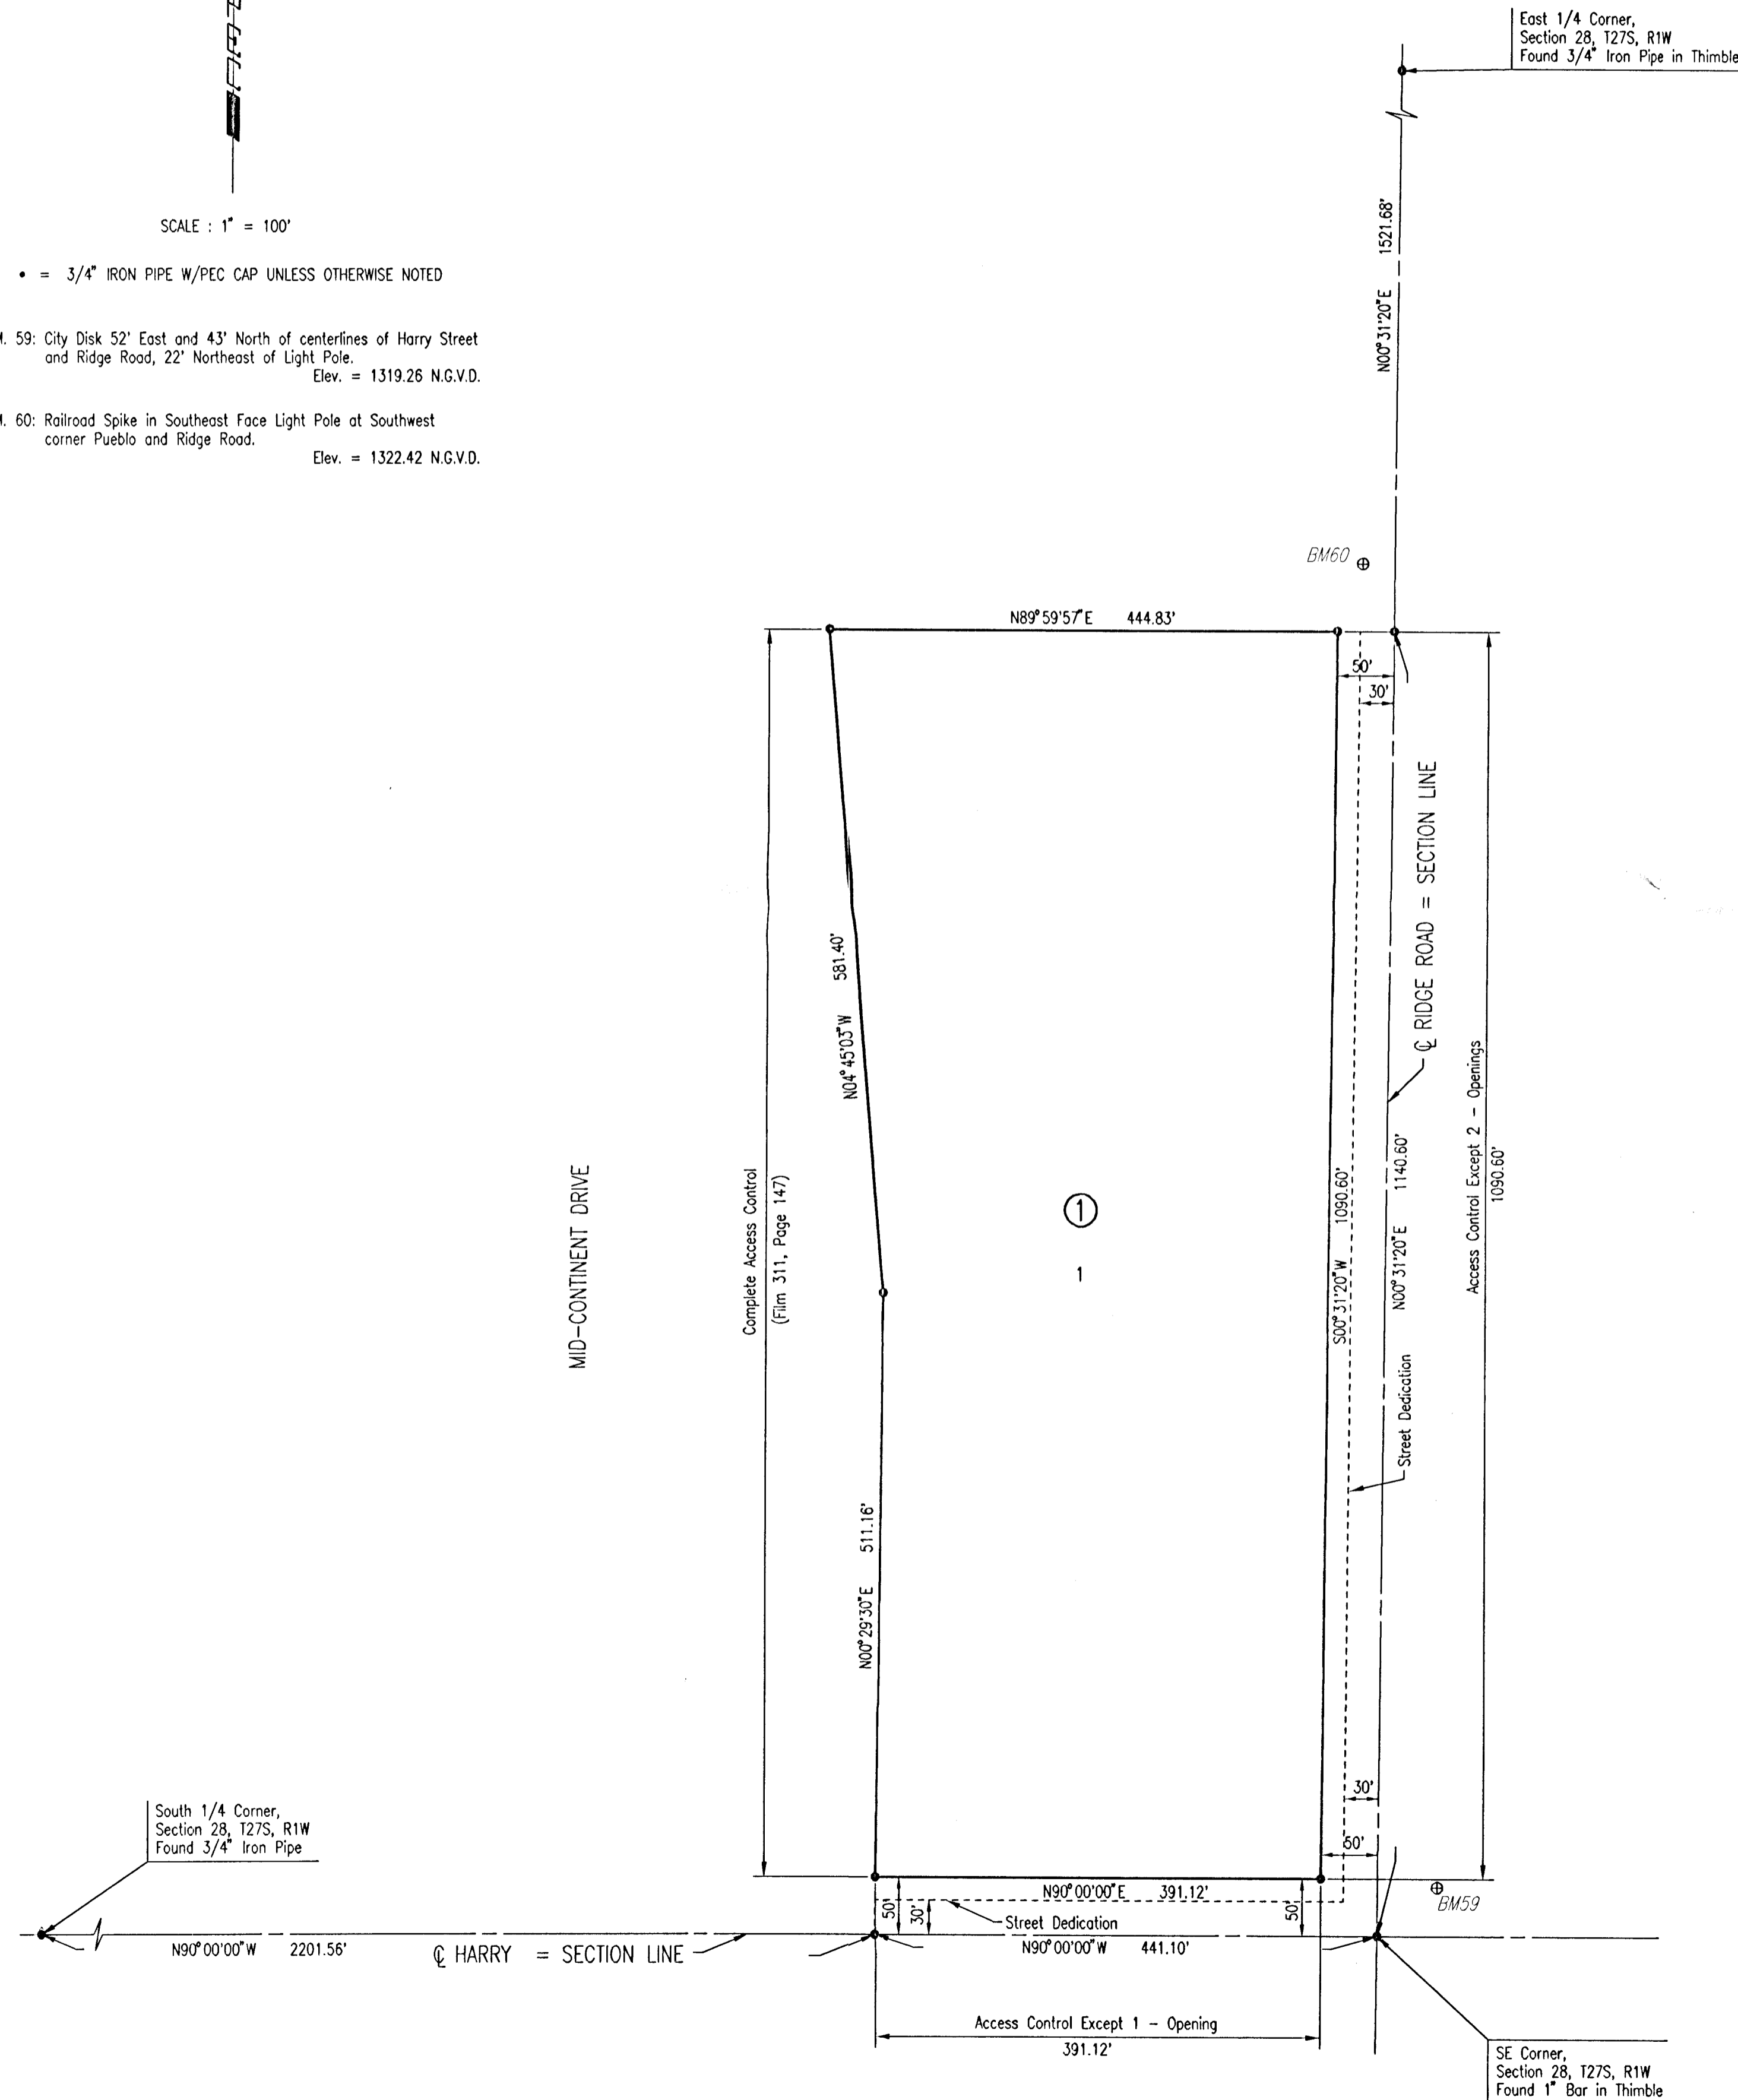 East 1/4 Corner,
Section 28, T27S, R1W
Found 3/4" Iron Pipe in Thimble
SCALE : 1" = 100'
• = 3/4" IRON PIPE W/PEC CAP UNLESS OTHERWISE NOTED
59: City Disk 52' East and 43' North of centerlines of Harry Street
and Ridge Road, 22' Northeast of Light Pole.
Elev. = 1319.26 N.G.V.D.
60: Railroad Spike in Southeast Face Light Pole at Southwest
corner Pueblo and Ridge Road.
Elev. = 1322.42 N.G.V.D.
N00°31'20"E 1521.68'
BM60
N89°59'57"E 444.83'
50'
30'
℄ RIDGE ROAD = SECTION LINE
N04°45'03"W 581.40'
MID-CONTINENT DRIVE
Complete Access Control
(Film 311, Page 147)
1
1
S00°31'20"W 1090.60'
N00°31'20"E 1140.60'
Access Control Except 2 - Openings
1090.60'
Street Dedication
N00°29'30"E 511.16'
30'
50'
South 1/4 Corner,
Section 28, T27S, R1W
Found 3/4" Iron Pipe
N90°00'00"E 391.12'
BM59
50'
30'
50'
Street Dedication
N90°00'00"W 2201.56'
℄ HARRY = SECTION LINE
N90°00'00"W 441.10'
Access Control Except 1 - Opening
391.12'
SE Corner,
Section 28, T27S, R1W
Found 1" Bar in Thimble